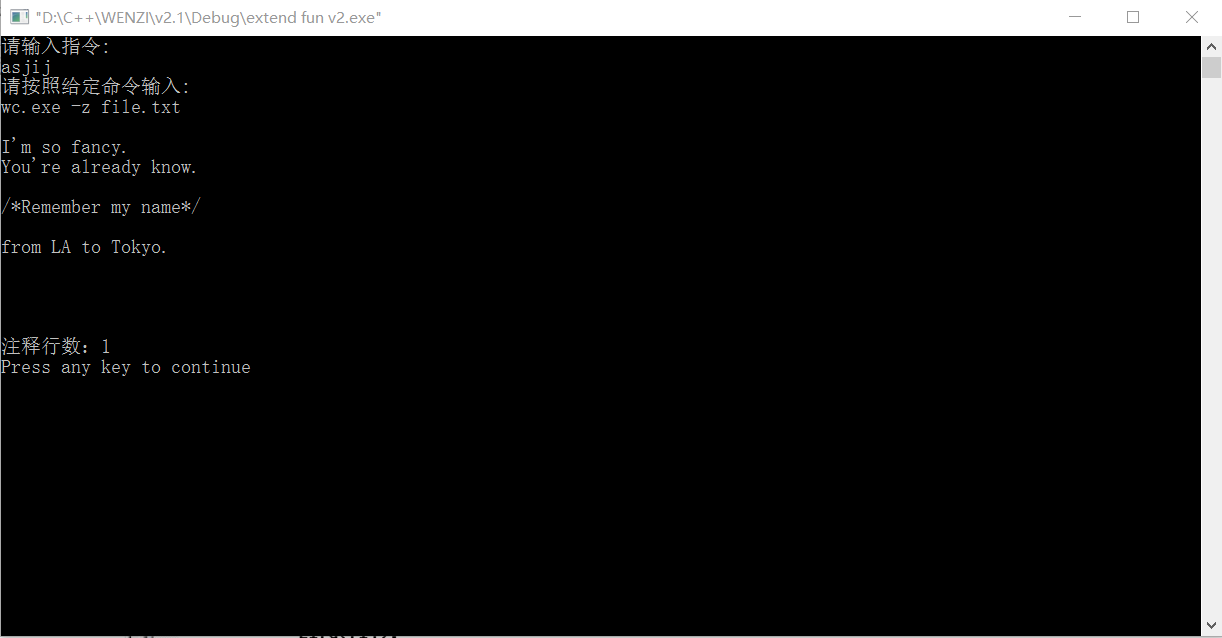 "D:\C++\WENZI\v2.1\Debug\extend fun v2.exe"
请输入指令:
asjij
请按照给定命令输入:
wc.exe -z file.txt
I'm so fancy.
You're already know.
/*Remember my name*/
from LA to Tokyo.
注释行数: 1
Press any key to continue